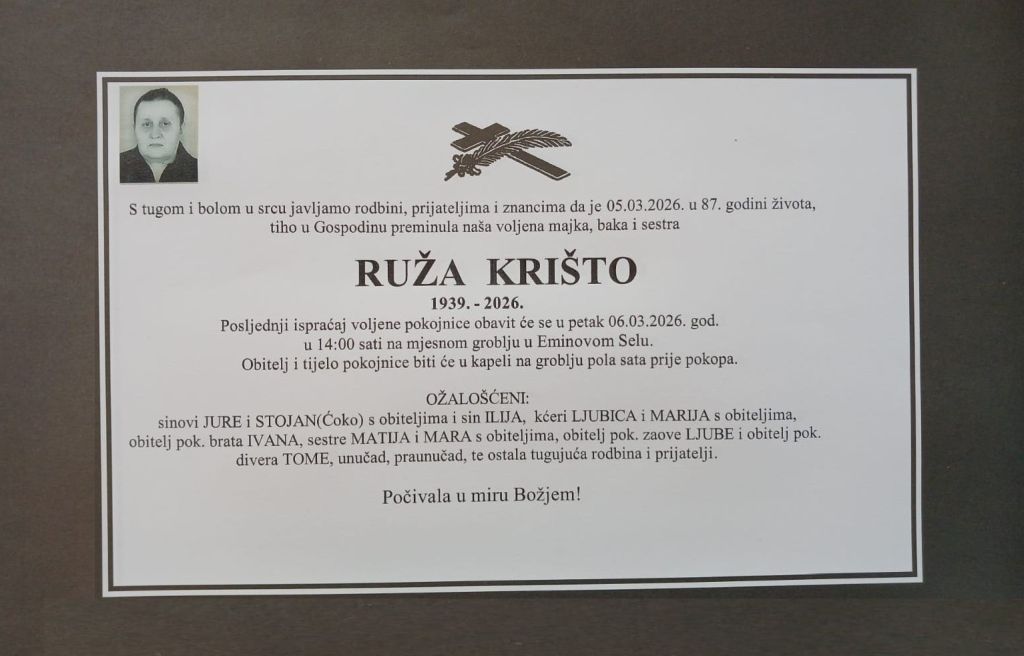 S tugom i bolom u srcu javljamo rodbini, prijateljima i znancima da je 05.03.2026. u 87. godini života,
tiho u Gospodinu preminula naša voljena majka, baka i sestra
RUŽA KRIŠTO
1939. - 2026.
Posljednji ispraćaj voljene pokojnice obavit će se u petak 06.03.2026. god.
u 14:00 sati na mjesnom groblju u Eminovom Selu.
Obitelj i tijelo pokojnice biti će u kapeli na groblju pola sata prije pokopa.
OŽALOŠĆENI:
sinovi JURE i STOJAN(Ćoko) s obiteljima i sin ILIJA, kćeri LJUBICA i MARIJA s obiteljima,
obitelj pok. brata IVANA, sestre MATIJA i MARA s obiteljima, obitelj pok. zaove LJUBE i obitelj pok.
divera TOME, unučad, praunučad, te ostala tugujuća rodbina i prijatelji.
Počivala u miru Božjem!